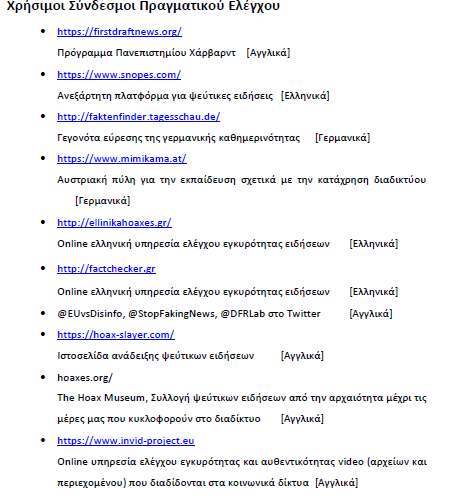 Χρήσιμοι Σύνδεσμοι Πραγματικού Ελέγχου
• https://firstdraftnews.org/
Πρόγραμμα Πανεπιστημίου Χάρβαρντ [Αγγλικά]
• https://www.snopes.com/
Ανεξάρτητη πλατφόρμα για ψεύτικες ειδήσεις [Ελληνικά]
• http://faktenfinder.tagesschau.de/
Γεγονότα εύρεσης της γερμανικής καθημερινότητας [Γερμανικά]
• https://www.mimikama.at/
Αυστριακή πύλη για την εκπαίδευση σχετικά με την κατάχρηση διαδικτύου
[Γερμανικά]
• http://ellinikahoaxes.gr/
Online ελληνική υπηρεσία ελέγχου εγκυρότητας ειδήσεων [Ελληνικά]
• http://factchecker.gr
Online ελληνική υπηρεσία ελέγχου εγκυρότητας ειδήσεων [Ελληνικά]
• @EUvsDisinfo, @StopFakingNews, @DFRLab στο Twitter [Αγγλικά]
• https://hoax-slayer.com/
Ιστοσελίδα ανάδειξης ψεύτικων ειδήσεων [Αγγλικά]
• hoaxes.org/
The Hoax Museum, Συλλογή ψεύτικων ειδήσεων από την αρχαιότητα μέχρι τις
μέρες μας που κυκλοφορούν στο διαδίκτυο [Αγγλικά]
• https://www.invid-project.eu
Online υπηρεσία ελέγχου εγκυρότητας και αυθεντικότητας video (αρχείων και
περιεχομένου) που διαδίδονται στα κοινωνικά δίκτυα [Αγγλικά]